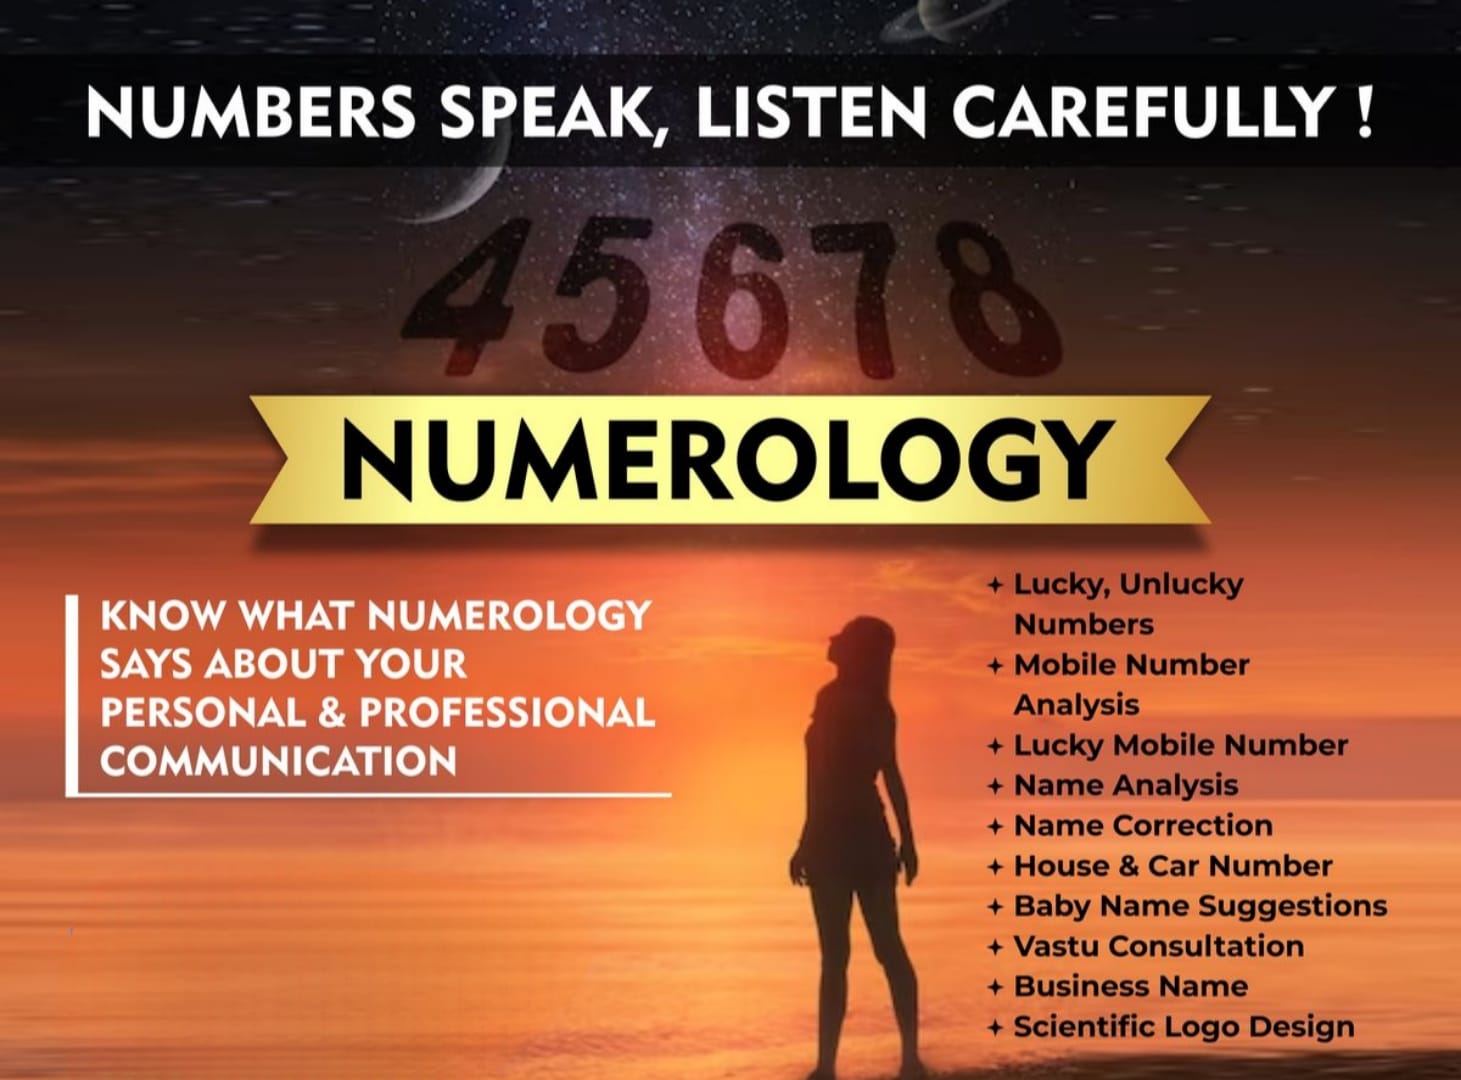 NUMBERS SPEAK, LISTEN CAREFULLY !
45678
NUMEROLOGY
KNOW WHAT NUMEROLOGY
SAYS ABOUT YOUR
PERSONAL & PROFESSIONAL
COMMUNICATION
✦ Lucky, Unlucky
Numbers
✦ Mobile Number
Analysis
✦ Lucky Mobile Number
✦ Name Analysis
✦ Name Correction
✦ House & Car Number
✦ Baby Name Suggestions
✦ Vastu Consultation
✦ Business Name
✦ Scientific Logo Design